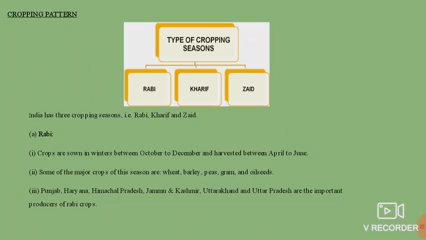 CROPPING PATTERN
TYPE OF CROPPING
SEASONS
RABI
KHARIF
ZAID
India has three cropping seasons, i.e. Rabi, Kharif and Zaid.
(a) Rabi:
(i) Crops are sown in winters between October to December and harvested between April to June.
(ii) Some of the major crops of this season are: wheat, barley, peas, gram, and oilseeds.
(iii) Punjab, Haryana, Himachal Pradesh, Jammu & Kashmir, Uttarakhand and Uttar Pradesh are the important
producers of rabi crops.
V RECORDER